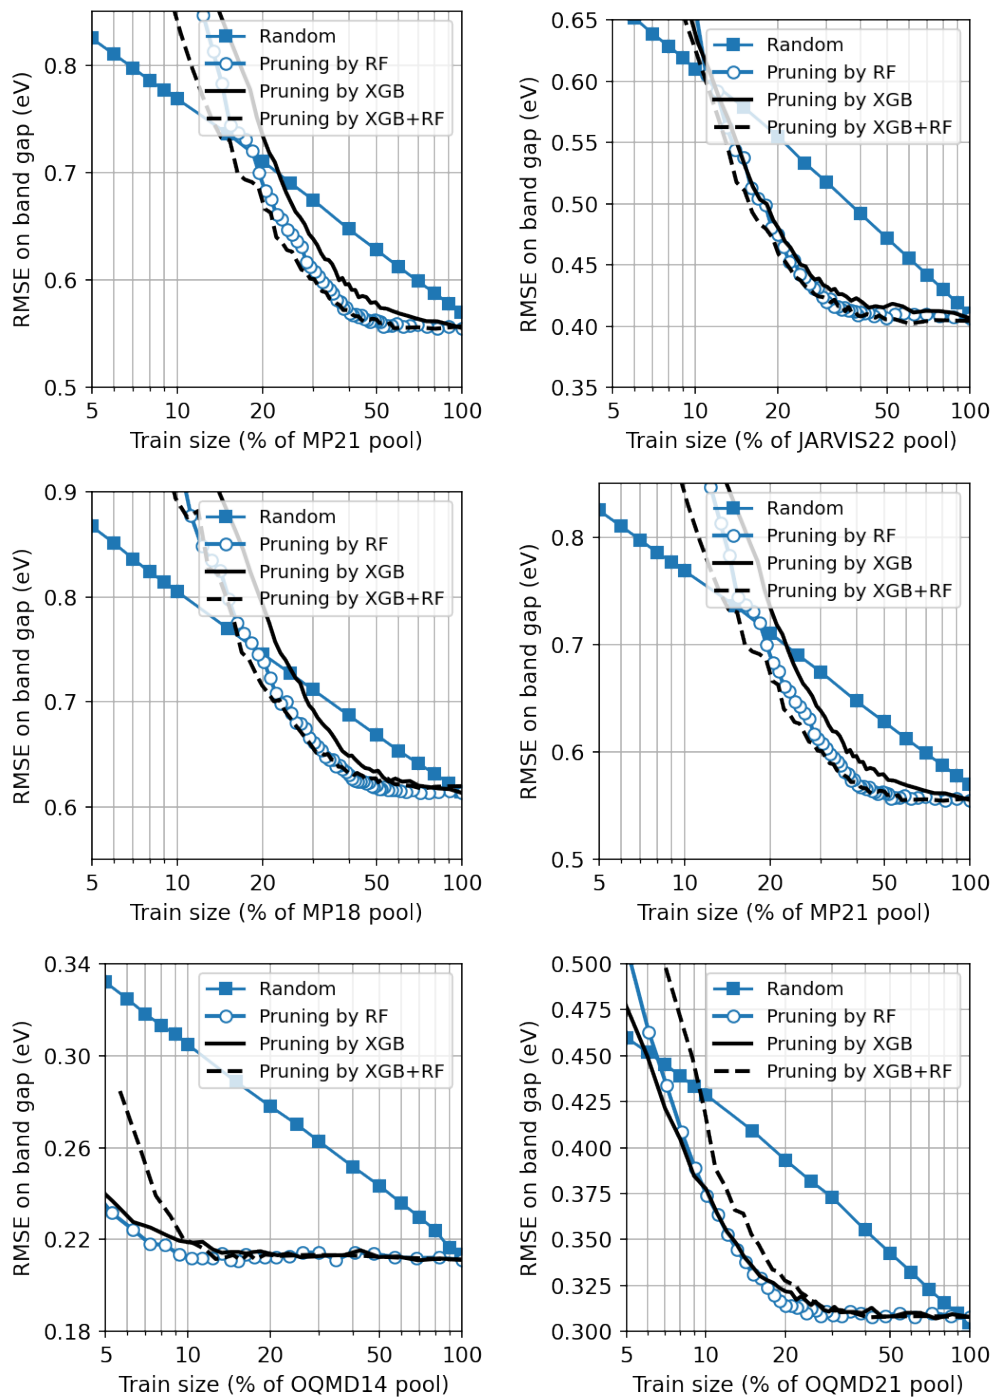 RMSE on band gap (eV)
0.8
0.7
0.6
0.5
Random
Pruning by RF
Pruning by XGB
Pruning by XGB+RF
5 10 20 50 100
Train size (% of MP21 pool)
RMSE on band gap (eV)
0.65
0.60
0.55
0.50
0.45
0.40
0.35
Random
Pruning by RF
Pruning by XGB
Pruning by XGB+RF
5 10 20 50 100
Train size (% of JARVIS22 pool)
RMSE on band gap (eV)
0.9
0.8
0.7
0.6
Random
Pruning by RF
Pruning by XGB
Pruning by XGB+RF
5 10 20 50 100
Train size (% of MP18 pool)
RMSE on band gap (eV)
0.8
0.7
0.6
0.5
Random
Pruning by RF
Pruning by XGB
Pruning by XGB+RF
5 10 20 50 100
Train size (% of MP21 pool)
RMSE on band gap (eV)
0.34
0.30
0.26
0.22
0.18
Random
Pruning by RF
Pruning by XGB
Pruning by XGB+RF
5 10 20 50 100
Train size (% of OQMD14 pool)
RMSE on band gap (eV)
0.500
0.475
0.450
0.425
0.400
0.375
0.350
0.325
0.300
Random
Pruning by RF
Pruning by XGB
Pruning by XGB+RF
5 10 20 50 100
Train size (% of OQMD21 pool)